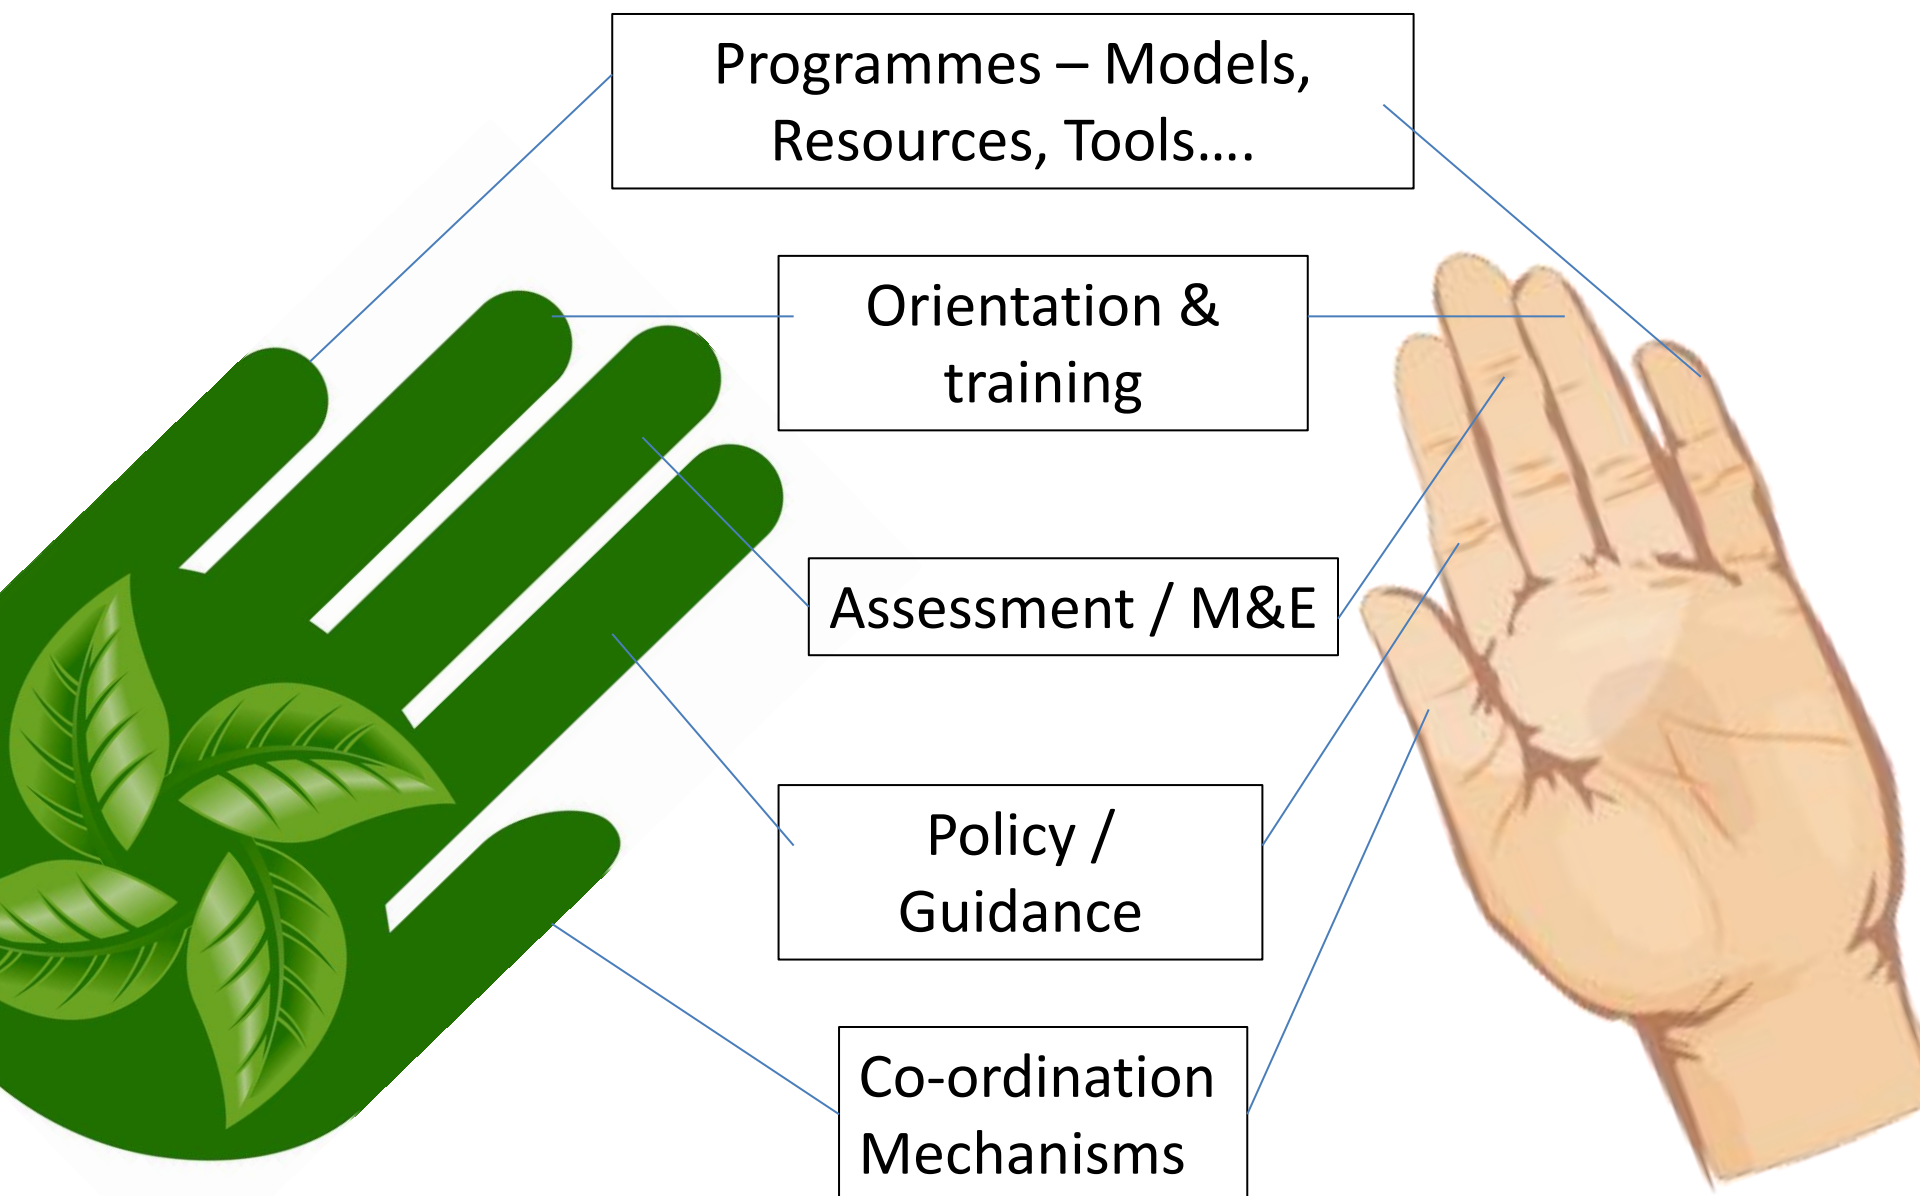 Programmes – Models,
Resources, Tools....
Orientation &
training
Assessment / M&E
Policy /
Guidance
Co-ordination
Mechanisms